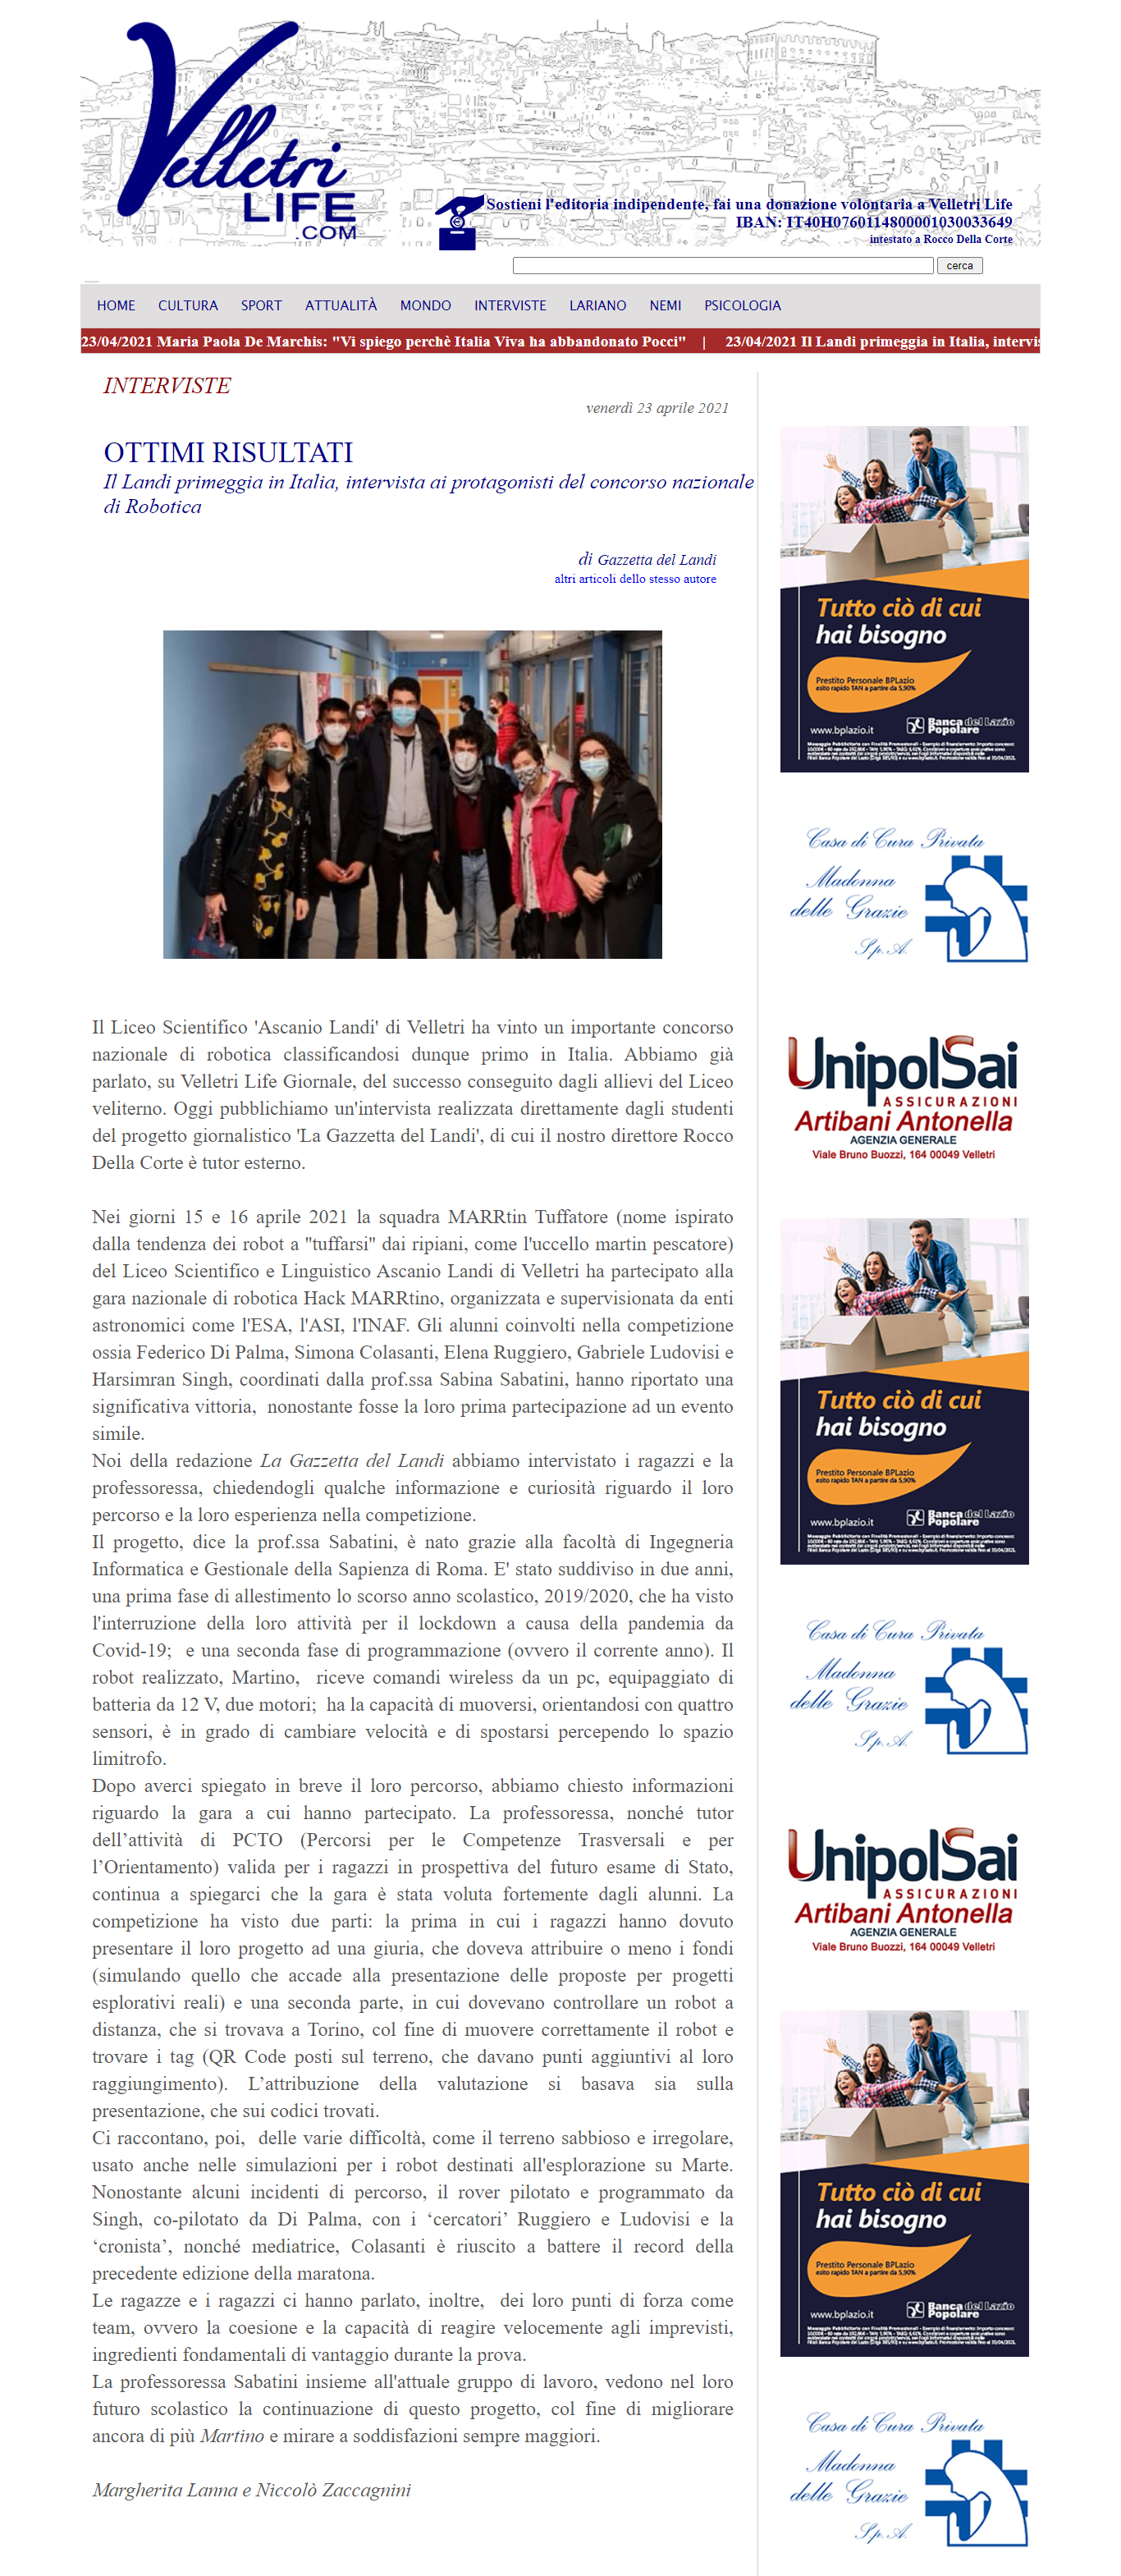 Velletri
LIFE
.COM
Sostieni l'editoria indipendente, fai una donazione volontaria a Velletri Life
IBAN: IT40H0760114800001030033649
intestato a Rocco Della Corte
cerca
HOME CULTURA SPORT ATTUALITÀ MONDO INTERVISTE LARIANO NEMI PSICOLOGIA
23/04/2021 Maria Paola De Marchis: "Vi spiego perchè Italia Viva ha abbandonato Pocci" | 23/04/2021 Il Landi primeggia in Italia, intervis
INTERVISTE
venerdì 23 aprile 2021
OTTIMI RISULTATI
Il Landi primeggia in Italia, intervista ai protagonisti del concorso nazionale
di Robotica
di Gazzetta del Landi
altri articoli dello stesso autore
Il Liceo Scientifico 'Ascanio Landi' di Velletri ha vinto un importante concorso
nazionale di robotica classificandosi dunque primo in Italia. Abbiamo già
parlato, su Velletri Life Giornale, del successo conseguito dagli allievi del Liceo
veliterno. Oggi pubblichiamo un'intervista realizzata direttamente dagli studenti
del progetto giornalistico 'La Gazzetta del Landi', di cui il nostro direttore Rocco
Della Corte è tutor esterno.
Nei giorni 15 e 16 aprile 2021 la squadra MARRtin Tuffatore (nome ispirato
dalla tendenza dei robot a "tuffarsi" dai ripiani, come l'uccello martin pescatore)
del Liceo Scientifico e Linguistico Ascanio Landi di Velletri ha partecipato alla
gara nazionale di robotica Hack MARRtino, organizzata e supervisionata da enti
astronomici come l'ESA, l'ASI, l'INAF. Gli alunni coinvolti nella competizione
ossia Federico Di Palma, Simona Colasanti, Elena Ruggiero, Gabriele Ludovisi e
Harsimran Singh, coordinati dalla prof.ssa Sabina Sabatini, hanno riportato una
significativa vittoria, nonostante fosse la loro prima partecipazione ad un evento
simile.
Noi della redazione La Gazzetta del Landi abbiamo intervistato i ragazzi e la
professoressa, chiedendogli qualche informazione e curiosità riguardo il loro
percorso e la loro esperienza nella competizione.
Il progetto, dice la prof.ssa Sabatini, è nato grazie alla facoltà di Ingegneria
Informatica e Gestionale della Sapienza di Roma. E' stato suddiviso in due anni,
una prima fase di allestimento lo scorso anno scolastico, 2019/2020, che ha visto
l'interruzione della loro attività per il lockdown a causa della pandemia da
Covid-19; e una seconda fase di programmazione (ovvero il corrente anno). Il
robot realizzato, Martino, riceve comandi wireless da un pc, equipaggiato di
batteria da 12 V, due motori; ha la capacità di muoversi, orientandosi con quattro
sensori, è in grado di cambiare velocità e di spostarsi percependo lo spazio
limitrofo.
Dopo averci spiegato in breve il loro percorso, abbiamo chiesto informazioni
riguardo la gara a cui hanno partecipato. La professoressa, nonché tutor
dell’attività di PCTO (Percorsi per le Competenze Trasversali e per
l’Orientamento) valida per i ragazzi in prospettiva del futuro esame di Stato,
continua a spiegarci che la gara è stata voluta fortemente dagli alunni. La
competizione ha visto due parti: la prima in cui i ragazzi hanno dovuto
presentare il loro progetto ad una giuria, che doveva attribuire o meno i fondi
(simulando quello che accade alla presentazione delle proposte per progetti
esplorativi reali) e una seconda parte, in cui dovevano controllare un robot a
distanza, che si trovava a Torino, col fine di muovere correttamente il robot e
trovare i tag (QR Code posti sul terreno, che davano punti aggiuntivi al loro
raggiungimento). L’attribuzione della valutazione si basava sia sulla
presentazione, che sui codici trovati.
Ci raccontano, poi, delle varie difficoltà, come il terreno sabbioso e irregolare,
usato anche nelle simulazioni per i robot destinati all'esplorazione su Marte.
Nonostante alcuni incidenti di percorso, il rover pilotato e programmato da
Singh, co-pilotato da Di Palma, con i ‘cercatori’ Ruggiero e Ludovisi e la
‘cronista’, nonché mediatrice, Colasanti è riuscito a battere il record della
precedente edizione della maratona.
Le ragazze e i ragazzi ci hanno parlato, inoltre, dei loro punti di forza come
team, ovvero la coesione e la capacità di reagire velocemente agli imprevisti,
ingredienti fondamentali di vantaggio durante la prova.
La professoressa Sabatini insieme all'attuale gruppo di lavoro, vedono nel loro
futuro scolastico la continuazione di questo progetto, col fine di migliorare
ancora di più Martino e mirare a soddisfazioni sempre maggiori.
Margherita Lanna e Niccolò Zaccagnini
Tutto ciò di cui
hai bisogno
Prestito Personale BPLazio
esito rapido TAN a partire da 5,90%
www.bplazio.it
Banca del Lazio
Popolare
Casa di Cura Privata
Madonna
delle Grazie
S.p.A.
UnipolSai
ASSICURAZIONI
Artibani Antonella
AGENZIA GENERALE
Viale Bruno Buozzi, 164 00049 Velletri
Tutto ciò di cui
hai bisogno
Prestito Personale BPLazio
esito rapido TAN a partire da 5,90%
www.bplazio.it
Banca del Lazio
Popolare
Casa di Cura Privata
Madonna
delle Grazie
S.p.A.
UnipolSai
ASSICURAZIONI
Artibani Antonella
AGENZIA GENERALE
Viale Bruno Buozzi, 164 00049 Velletri
Tutto ciò di cui
hai bisogno
Prestito Personale BPLazio
esito rapido TAN a partire da 5,90%
www.bplazio.it
Banca del Lazio
Popolare
Casa di Cura Privata
Madonna
delle Grazie
S.p.A.